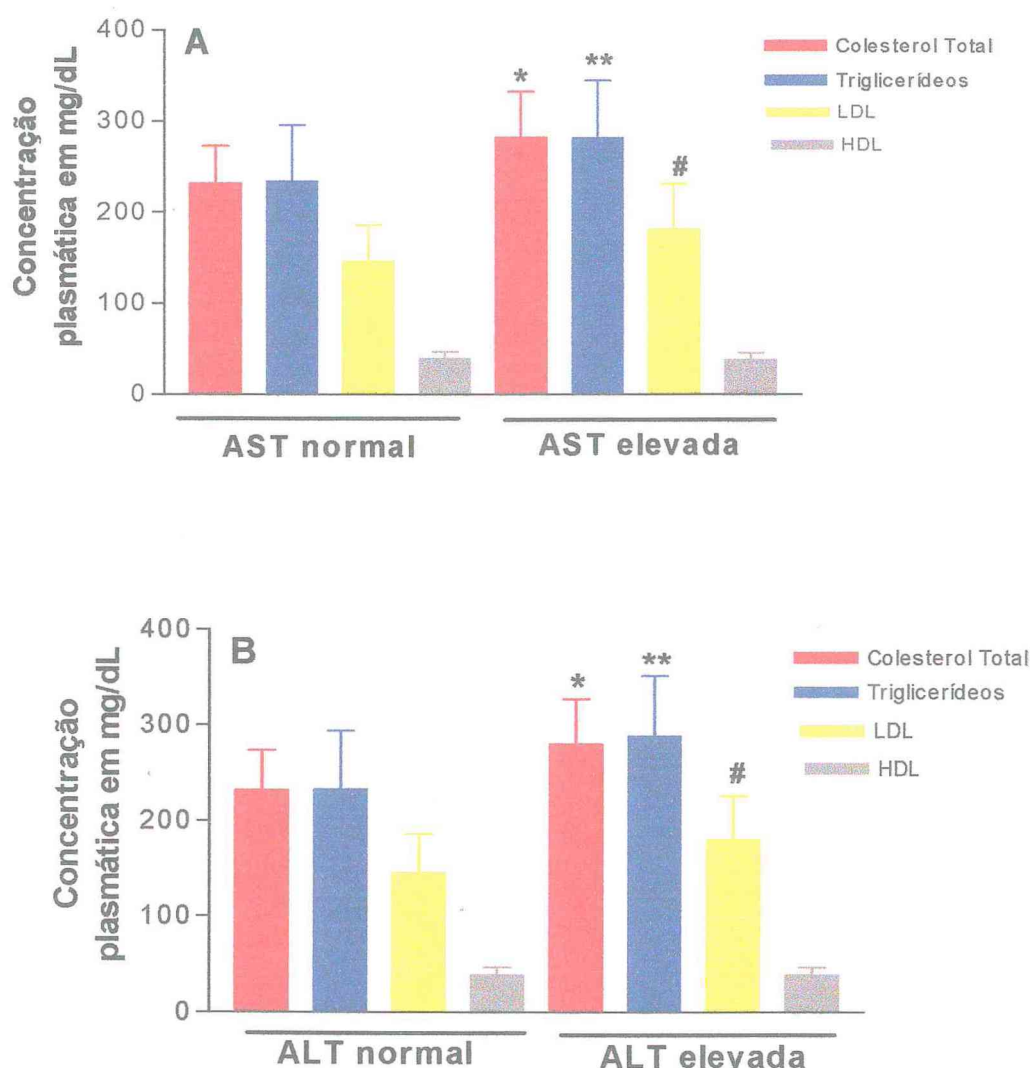 A
Concentração
plasmática em mg/dL
400
300
200
100
0
*
**
#
Colesterol Total
Triglicerídeos
LDL
HDL
AST normal
AST elevada
B
Concentração
plasmática em mg/dL
400
300
200
100
0
*
**
#
Colesterol Total
Triglicerídeos
LDL
HDL
ALT normal
ALT elevada